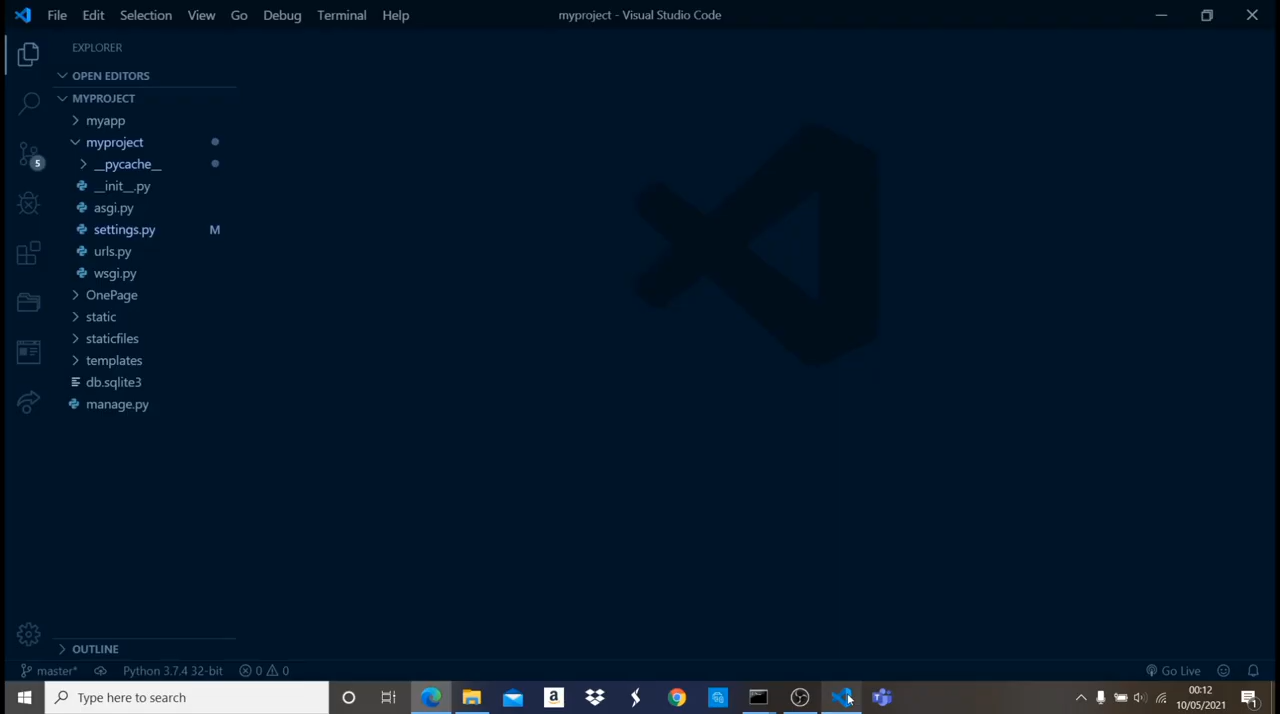 File Edit Selection View Go Debug Terminal Help myproject - Visual Studio Code
EXPLORER
OPEN EDITORS
MYPROJECT
myapp
myproject
__pycache__
__init__.py
asgi.py
settings.py M
urls.py
wsgi.py
OnePage
static
staticfiles
templates
db.sqlite3
manage.py
5
OUTLINE
master* Python 3.7.4 32-bit 0 0 Go Live
Type here to search
00:12
10/05/2021
1